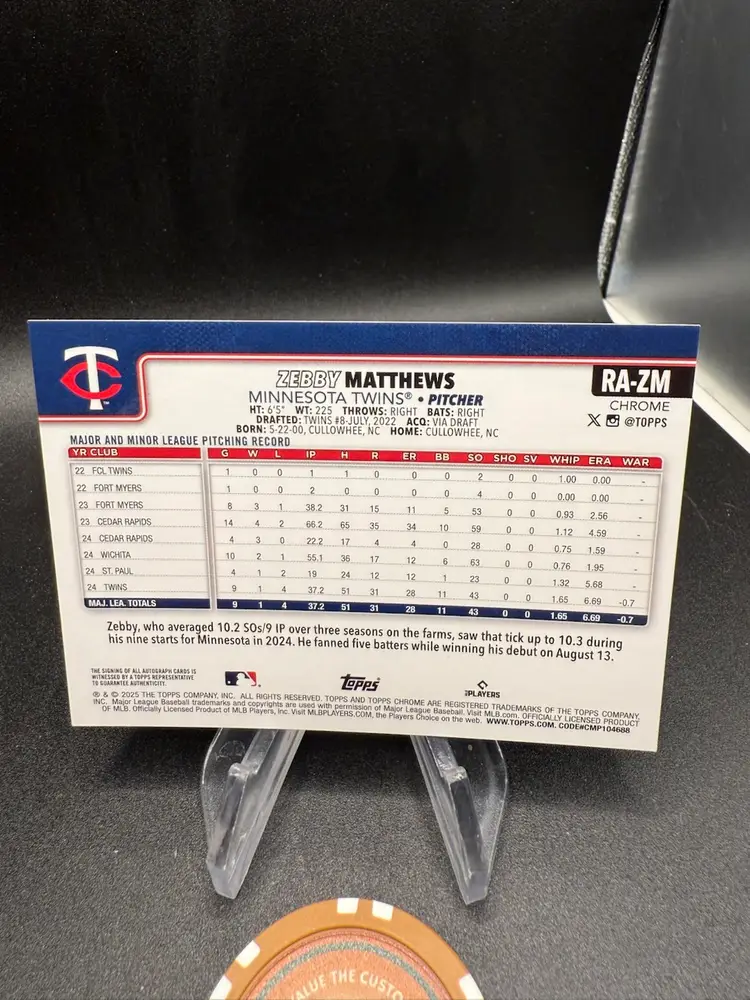 TC
ZEBBY MATTHEWS
RA-ZM
MINNESOTA TWINS® • PITCHER
CHROME
HT: 6'5" WT: 225 THROWS: RIGHT BATS: RIGHT
X @TOPPS
DRAFTED: TWINS #8-JULY, 2022 ACQ: VIA DRAFT
BORN: 5-22-00, CULLOWHEE, NC HOME: CULLOWHEE, NC
MAJOR AND MINOR LEAGUE PITCHING RECORD
YR CLUB G W L IP H R ER BB SO SHO SV WHIP ERA WAR
22 FCL TWINS 1 0 0 1 1 0 0 0 2 0 0 1.00 0.00 -
22 FORT MYERS 1 0 0 2 0 0 0 0 4 0 0 0.00 0.00 -
23 FORT MYERS 8 3 1 38.2 31 15 11 5 53 0 0 0.93 2.56 -
23 CEDAR RAPIDS 14 4 2 66.2 65 35 34 10 59 0 0 1.12 4.59 -
24 CEDAR RAPIDS 4 3 0 22.2 17 4 4 0 28 0 0 0.75 1.59 -
24 WICHITA 10 2 1 55.1 36 17 12 6 63 0 0 0.76 1.95 -
24 ST. PAUL 4 1 2 19 24 12 12 1 23 0 0 1.32 5.68 -
24 TWINS 9 1 4 37.2 51 31 28 11 43 0 0 1.65 6.69 -0.7
MAJ. LEA. TOTALS 9 1 4 37.2 51 31 28 11 43 0 0 1.65 6.69 -0.7
Zebby, who averaged 10.2 SOs/9 IP over three seasons on the farms, saw that tick up to 10.3 during
his nine starts for Minnesota in 2024. He fanned five batters while winning his debut on August 13.
THE SIGNING OF ALL AUTOGRAPH CARDS IS
WITNESSED BY A TOPPS REPRESENTATIVE
TO GUARANTEE AUTHENTICITY.
Topps
PLAYERS
® & © 2025 THE TOPPS COMPANY, INC. ALL RIGHTS RESERVED. TOPPS AND TOPPS CHROME ARE REGISTERED TRADEMARKS OF THE TOPPS COMPANY,
INC. Major League Baseball trademarks and copyrights are used with permission of Major League Baseball. Visit MLB.com. OFFICIALLY LICENSED PRODUCT
OF MLB. Officially Licensed Product of MLB Players, Inc. Visit MLBPLAYERS.COM, the Players Choice on the web. WWW.TOPPS.COM. CODE#CMP104688
VALUE THE CUSTO